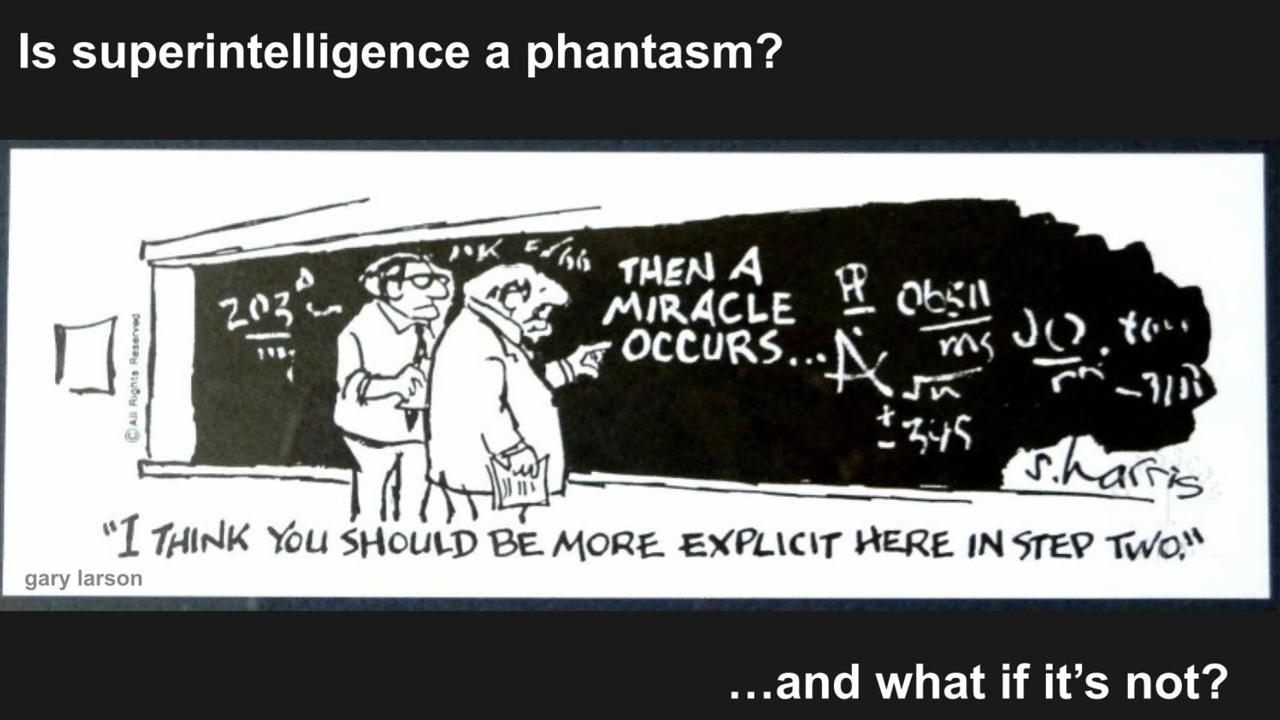 Is superintelligence a phantasm?
THEN A
MIRACLE
OCCURS...
© All Rights Reserved
s.harris
"I THINK YOU SHOULD BE MORE EXPLICIT HERE IN STEP TWO."
gary larson
…and what if it’s not?